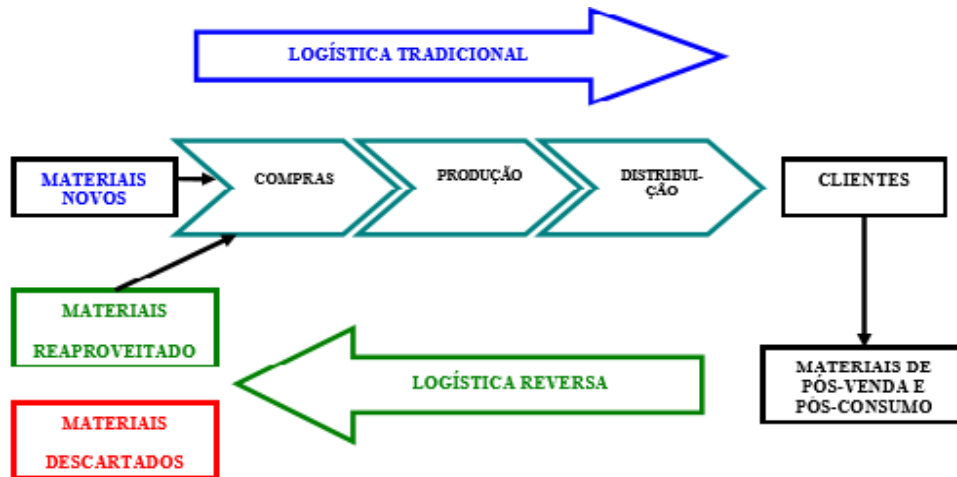 LOGÍSTICA TRADICIONAL
MATERIAIS
NOVOS
COMPRAS
PRODUÇÃO
DISTRIBUI-
ÇÃO
CLIENTES
MATERIAIS
REAPROVEITADO
LOGÍSTICA REVERSA
MATERIAIS DE
PÓS-VENDA E
PÓS-CONSUMO
MATERIAIS
DESCARTADOS